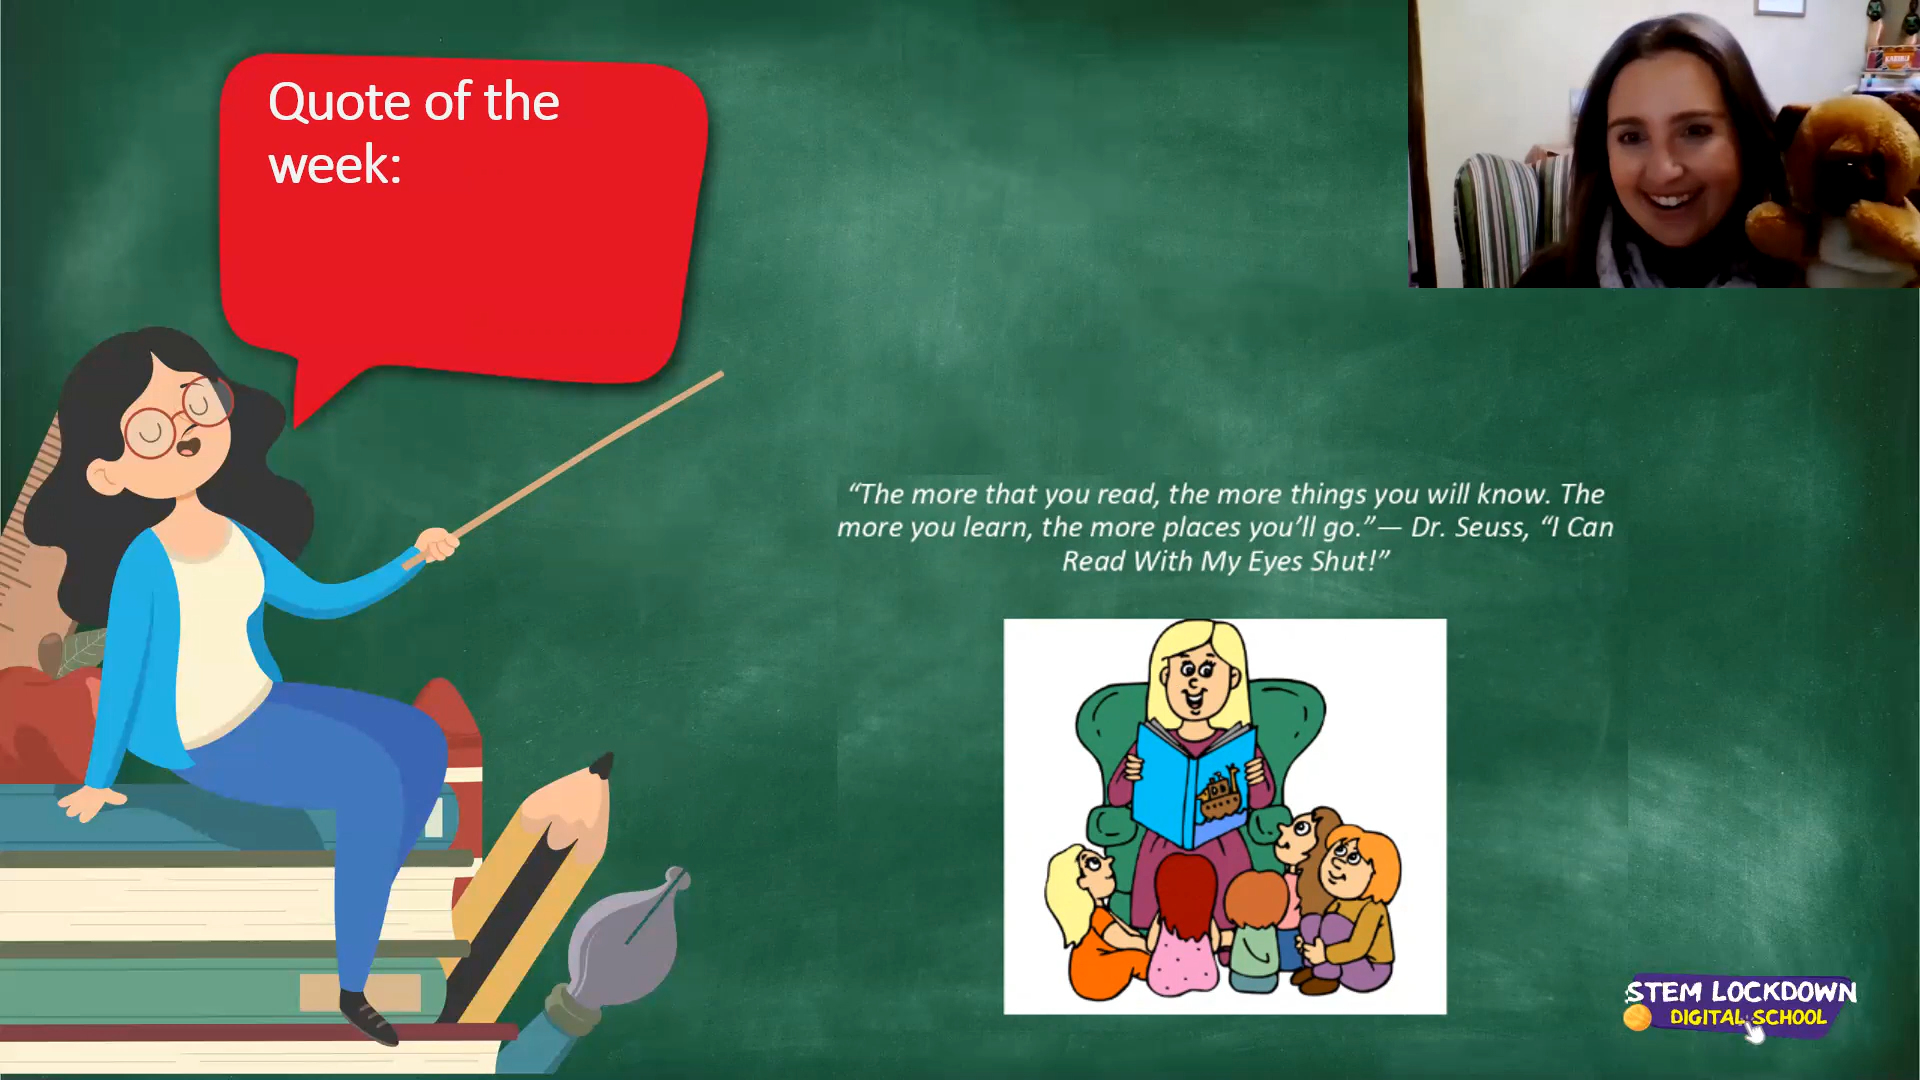 Quote of the
week:
“The more that you read, the more things you will know. The
more you learn, the more places you’ll go.”— Dr. Seuss, “I Can
Read With My Eyes Shut!”
STEM LOCKDOWN
DIGITAL SCHOOL